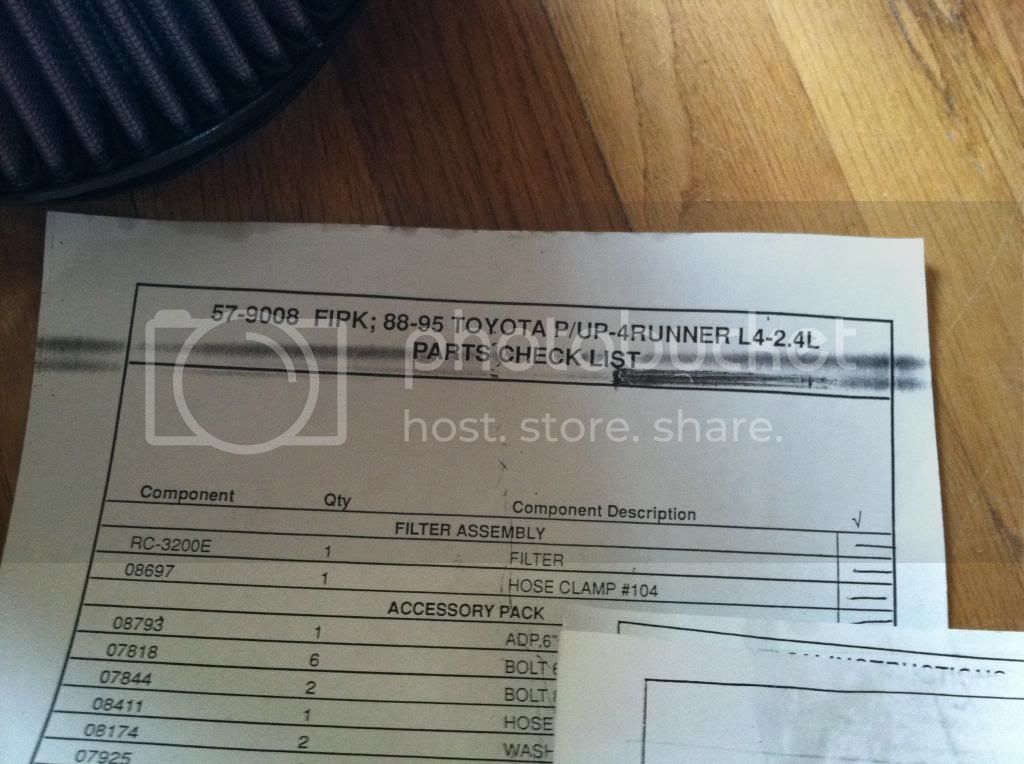 57-9008 FIPK; 88-95 TOYOTA P/UP-4RUNNER L4-2.4L
PARTS CHECK LIST
photobucket
host. store. share.
Component Qty Component Description √
FILTER ASSEMBLY
RC-3200E 1 FILTER
08697 1 HOSE CLAMP #104
ACCESSORY PACK
08793 1 ADP,6"
07818 6 BOLT
07844 2 BOLT
08411 1 HOSE
08174 2 WASH
07925